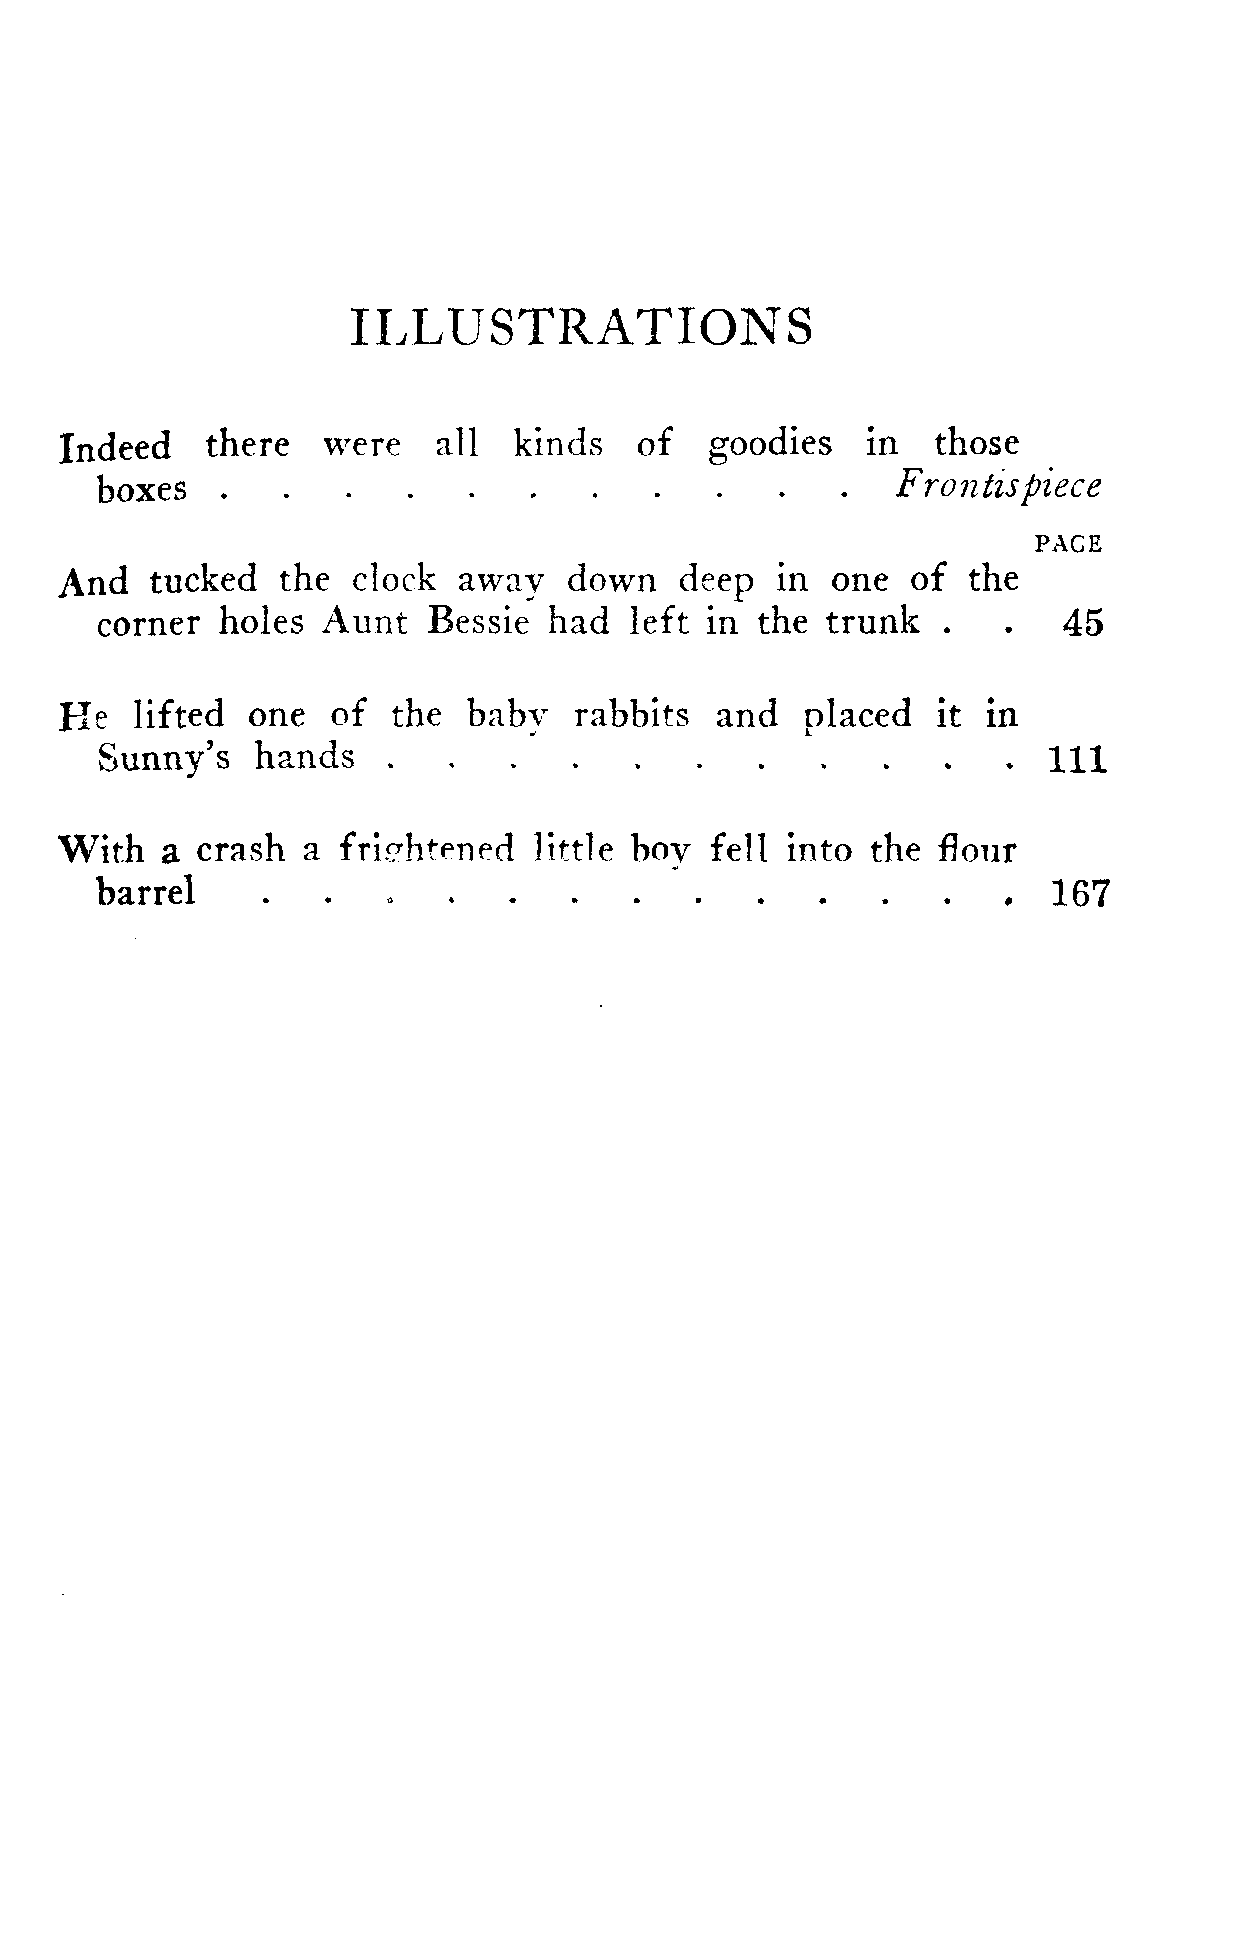 ILLUSTRATIONS
Indeed there were all kinds of goodies in those
boxes . . . . . . . . . . . Frontispiece
PAGE
And tucked the clock away down deep in one of the
corner holes Aunt Bessie had left in the trunk . . 45
He lifted one of the baby rabbits and placed it in
Sunny's hands . . . . . . . . . . . 111
With a crash a frightened little boy fell into the flour
barrel . . . . . . . . . . . . . 167